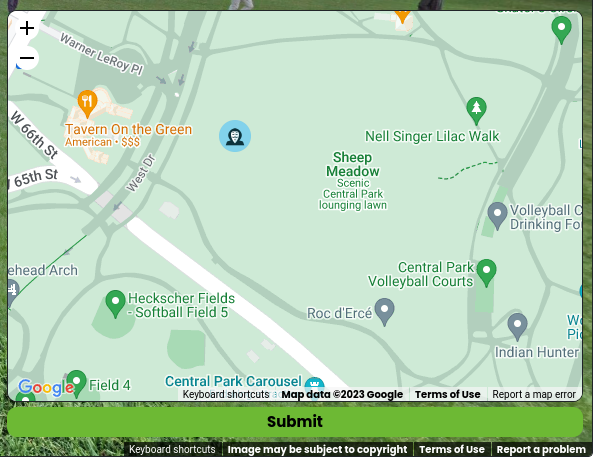 +
Warner LeRoy Pl
−
Tavern On the Green
American • $$$
Nell Singer Lilac Walk
W 66th St
Sheep
Meadow
Scenic
Central Park
lounging lawn
West Dr
65th St
Volleyball C
Drinking Fou
Central Park
Volleyball Courts
ehead Arch
Heckscher Fields
- Softball Field 5
Roc d'Ercé
Indian Hunter
Central Park Carousel
Google
Field 4
Keyboard shortcuts
Map data ©2023 Google
Terms of Use
Report a map error
Submit
Keyboard shortcuts
Image may be subject to copyright
Terms of Use
Report a problem